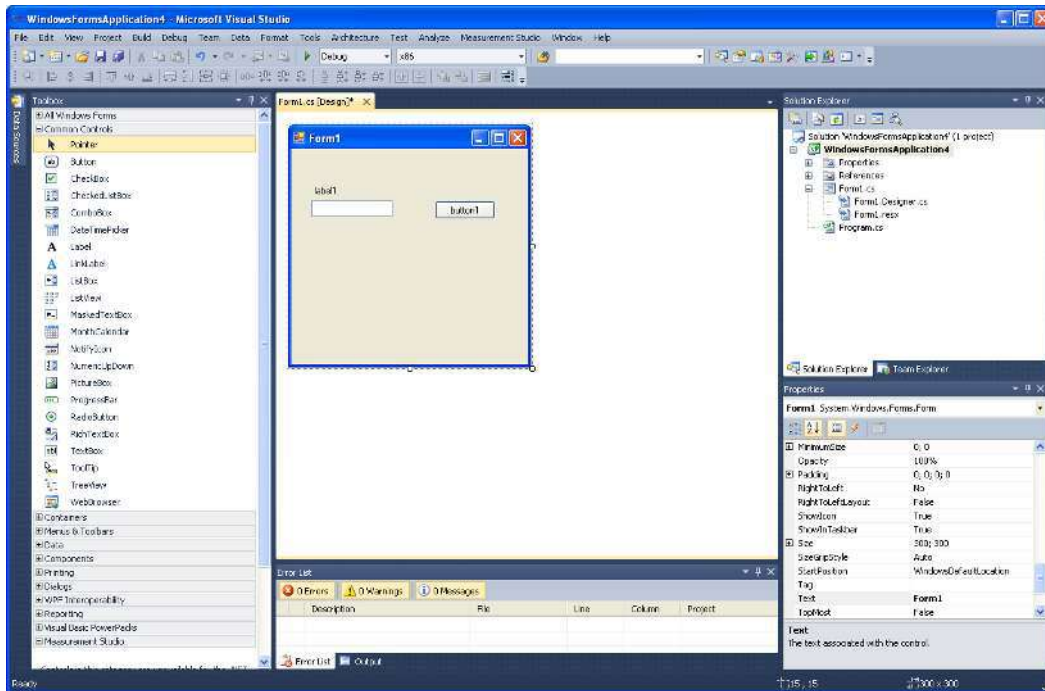 WindowsFormsApplication4 - Microsoft Visual Studio
File Edit View Project Build Debug Team Data Format Tools Architecture Test Analyze Measurement Studio Window Help
Debug x86
Data Sources
Toolbox
All Windows Forms
Common Controls
Pointer
Button
CheckBox
CheckedListBox
ComboBox
DateTimePicker
Label
LinkLabel
ListBox
ListView
MaskedTextBox
MonthCalendar
NotifyIcon
NumericUpDown
PictureBox
ProgressBar
RadioButton
RichTextBox
TextBox
ToolTip
TreeView
WebBrowser
Containers
Menus & Toolbars
Data
Components
Printing
Dialogs
WPF Interoperability
Reporting
Visual Basic PowerPacks
Measurement Studio
Form1.cs [Design]*
Form1
label1
button1
Error List
0 Errors 0 Warnings 0 Messages
Description File Line Column Project
Error List Output
Solution Explorer
Solution 'WindowsFormsApplication4' (1 project)
WindowsFormsApplication4
Properties
References
Form1.cs
Form1.Designer.cs
Form1.resx
Program.cs
Solution Explorer Team Explorer
Properties
Form1 System.Windows.Forms.Form
MinimumSize 0; 0
Opacity 100%
Padding 0; 0; 0; 0
RightToLeft No
RightToLeftLayout False
ShowIcon True
ShowInTaskbar True
Size 300; 300
SizeGripStyle Auto
StartPosition WindowsDefaultLocation
Tag
Text Form1
TopMost False
Text
The text associated with the control.
Ready
15 , 15
300 x 300